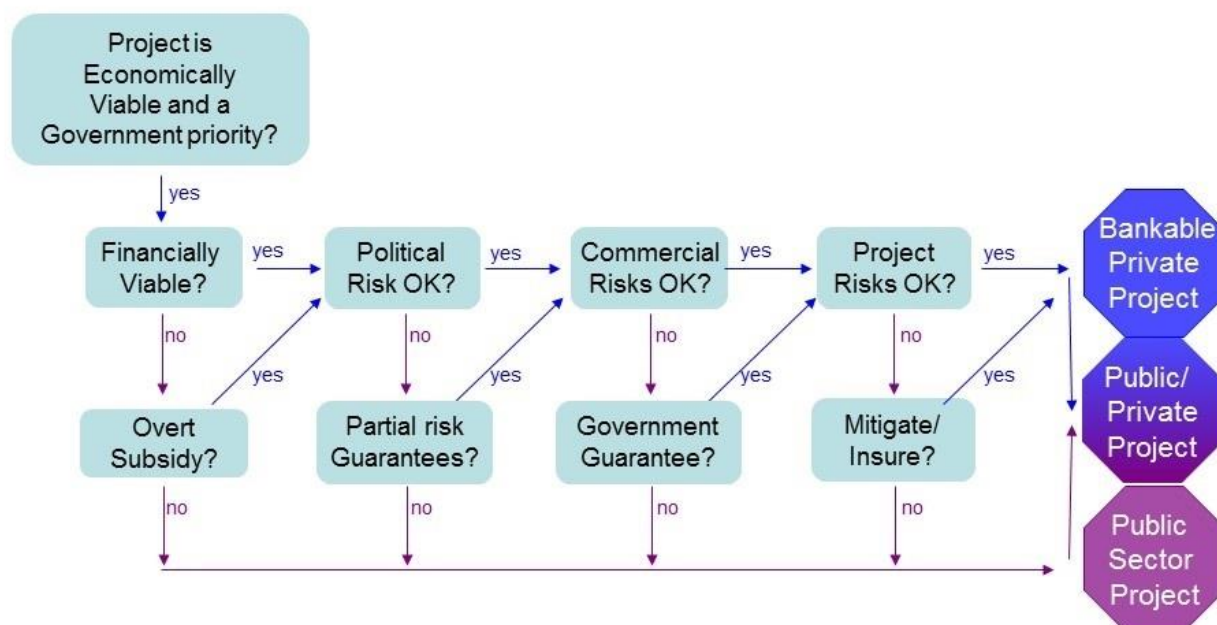 Project is
Economically
Viable and a
Government priority?
yes
Financially
Viable?
yes
Political
Risk OK?
yes
Commercial
Risks OK?
yes
Project
Risks OK?
yes
Bankable
Private
Project
no
yes
no
yes
no
yes
no
yes
Overt
Subsidy?
Partial risk
Guarantees?
Government
Guarantee?
Mitigate/
Insure?
Public/
Private
Project
no
no
no
no
Public
Sector
Project